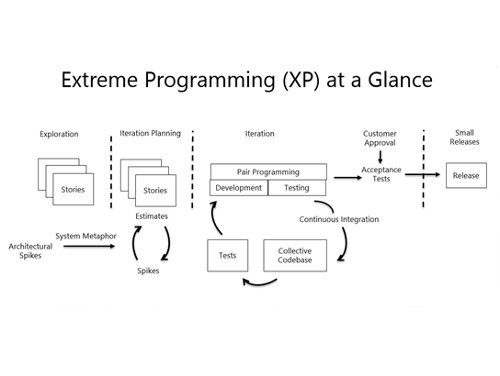 Extreme Programming (XP) at a Glance
Exploration
Iteration Planning
Iteration
Customer
Approval
Small
Releases
Stories
Stories
Pair Programming
Development
Testing
Acceptance
Tests
Release
Estimates
Continuous Integration
System Metaphor
Architectural
Spikes
Spikes
Tests
Collective
Codebase